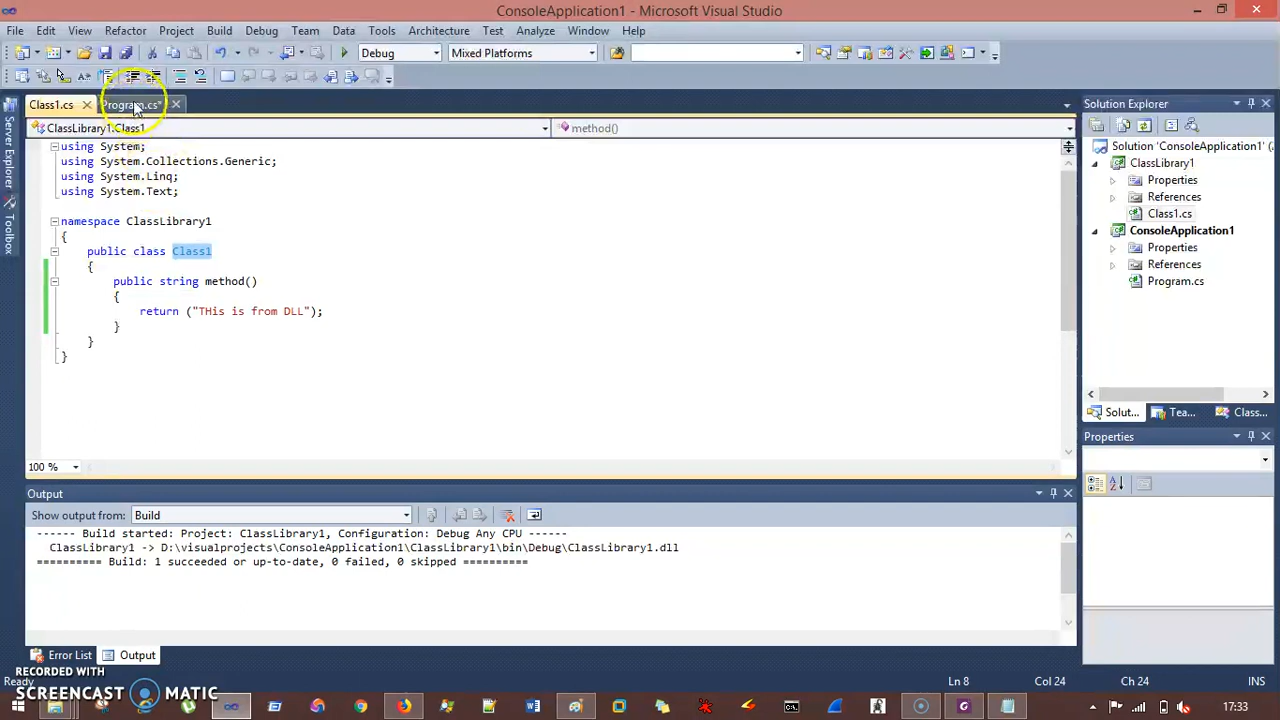 ConsoleApplication1 - Microsoft Visual Studio
File Edit View Refactor Project Build Debug Team Data Tools Architecture Test Analyze Window Help
Debug Mixed Platforms
Class1.cs Program.cs*
ClassLibrary1.Class1 method()
using System;
using System.Collections.Generic;
using System.Linq;
using System.Text;
namespace ClassLibrary1
{
public class Class1
{
public string method()
{
return ("THis is from DLL");
}
}
}
100 %
Server Explorer
Toolbox
Solution Explorer
Solution 'ConsoleApplication1' (
ClassLibrary1
Properties
References
Class1.cs
ConsoleApplication1
Properties
References
Program.cs
Solut... Tea... Class...
Properties
Output
Show output from: Build
------ Build started: Project: ClassLibrary1, Configuration: Debug Any CPU ------
ClassLibrary1 -> D:\visualprojects\ConsoleApplication1\ClassLibrary1\bin\Debug\ClassLibrary1.dll
========== Build: 1 succeeded or up-to-date, 0 failed, 0 skipped ==========
Error List Output
Ready Ln 8 Col 24 Ch 24 INS
RECORDED WITH
SCREENCAST MATIC
17:33